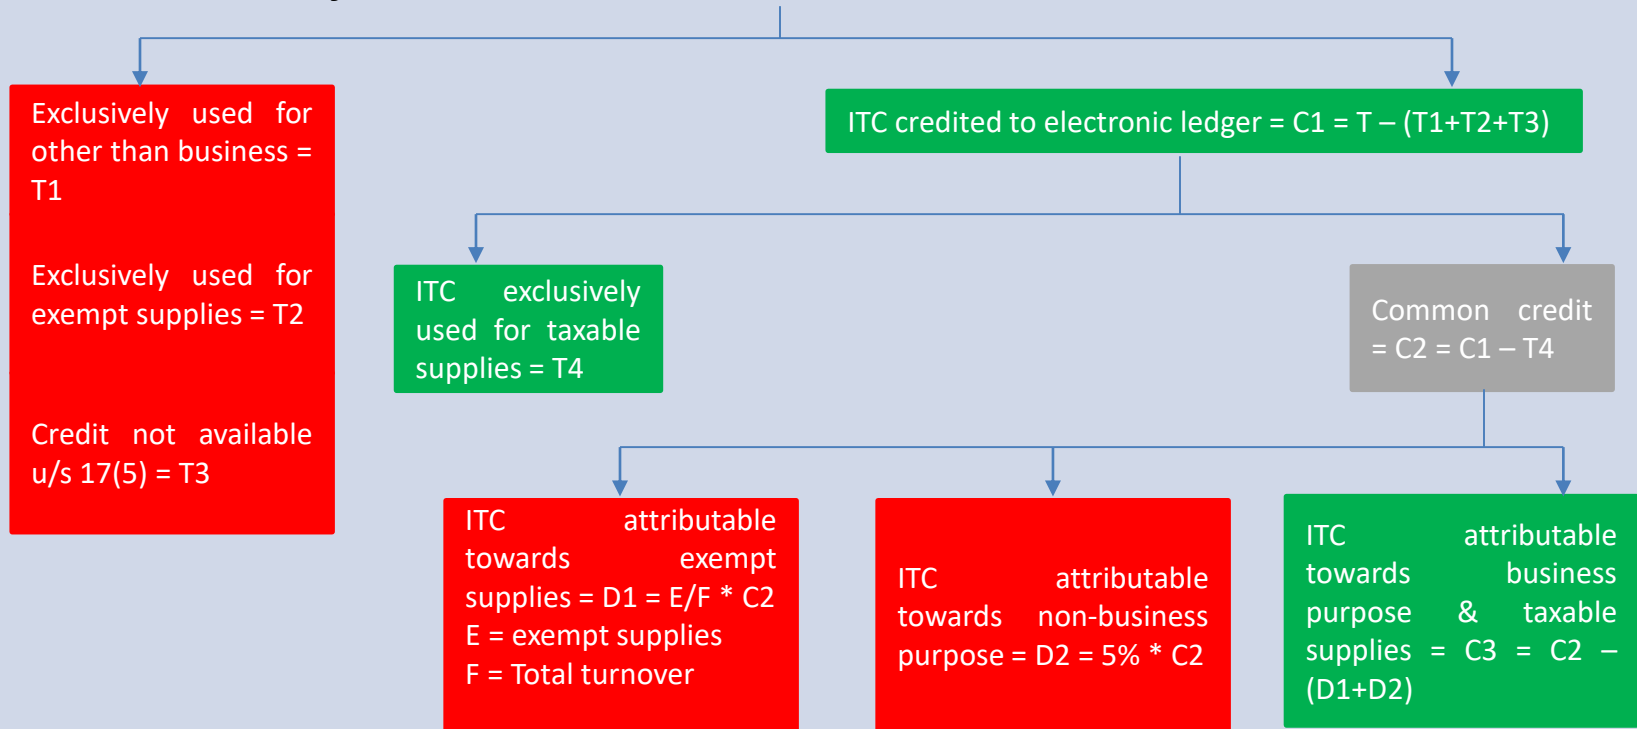 Exclusively used for
other than business =
T1
Exclusively used for
exempt supplies = T2
Credit not available
u/s 17(5) = T3
ITC credited to electronic ledger = C1 = T – (T1+T2+T3)
ITC exclusively
used for taxable
supplies = T4
Common credit
= C2 = C1 – T4
ITC attributable
towards exempt
supplies = D1 = E/F * C2
E = exempt supplies
F = Total turnover
ITC attributable
towards non-business
purpose = D2 = 5% * C2
ITC attributable
towards business
purpose & taxable
supplies = C3 = C2 –
(D1+D2)